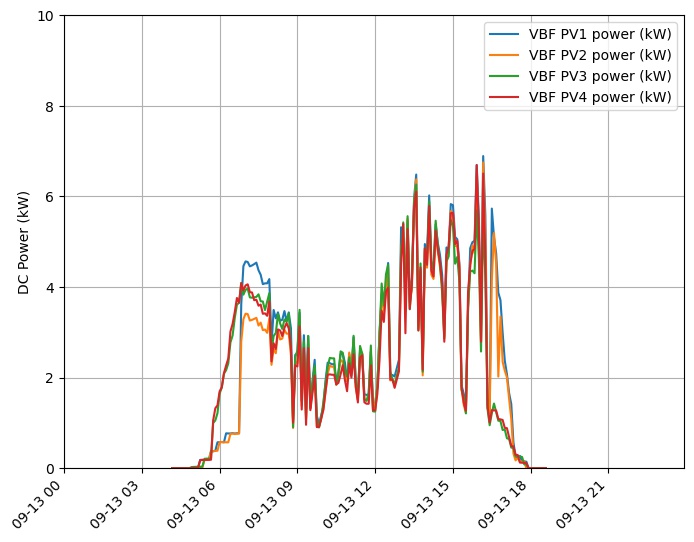 10
8
6
4
2
0
DC Power (kW)
VBF PV1 power (kW)
VBF PV2 power (kW)
VBF PV3 power (kW)
VBF PV4 power (kW)
09-13 00
09-13 03
09-13 06
09-13 09
09-13 12
09-13 15
09-13 18
09-13 21